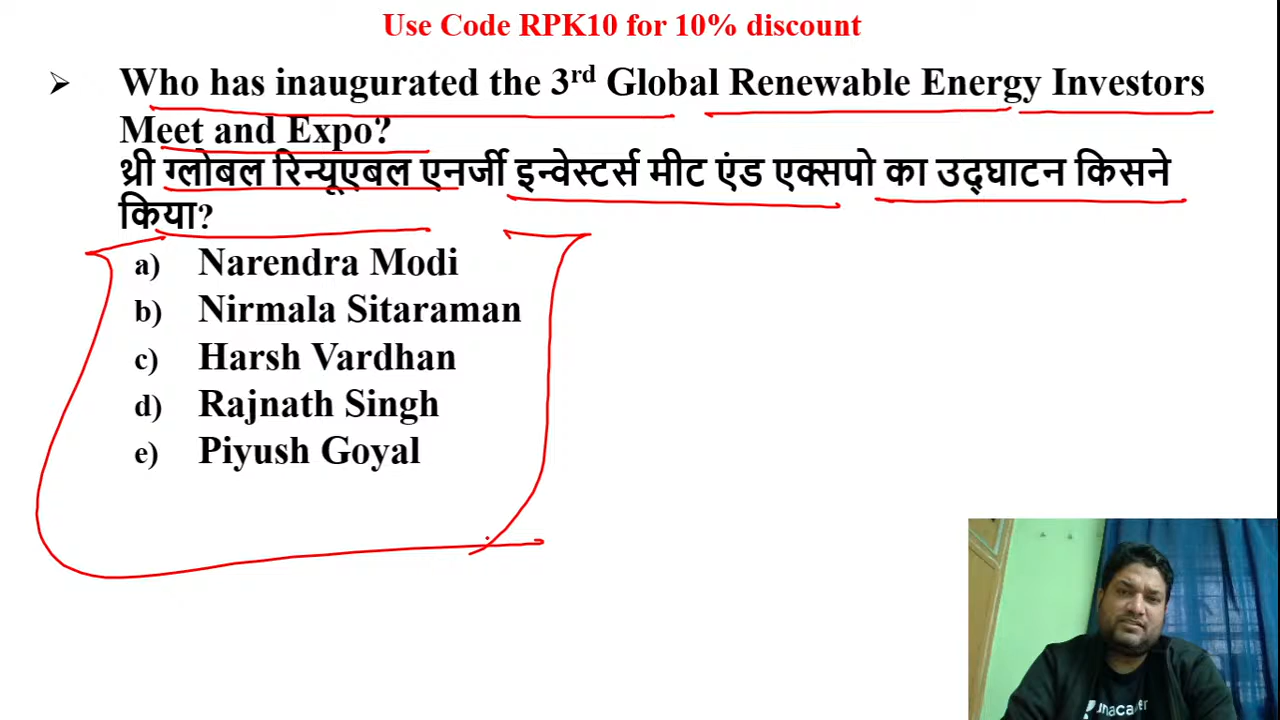 Use Code RPK10 for 10% discount
➢ Who has inaugurated the 3rd Global Renewable Energy Investors
Meet and Expo?
थ्री ग्लोबल रिन्यूएबल एनर्जी इन्वेस्टर्स मीट एंड एक्सपो का उद्घाटन किसने
किया?
a) Narendra Modi
b) Nirmala Sitaraman
c) Harsh Vardhan
d) Rajnath Singh
e) Piyush Goyal